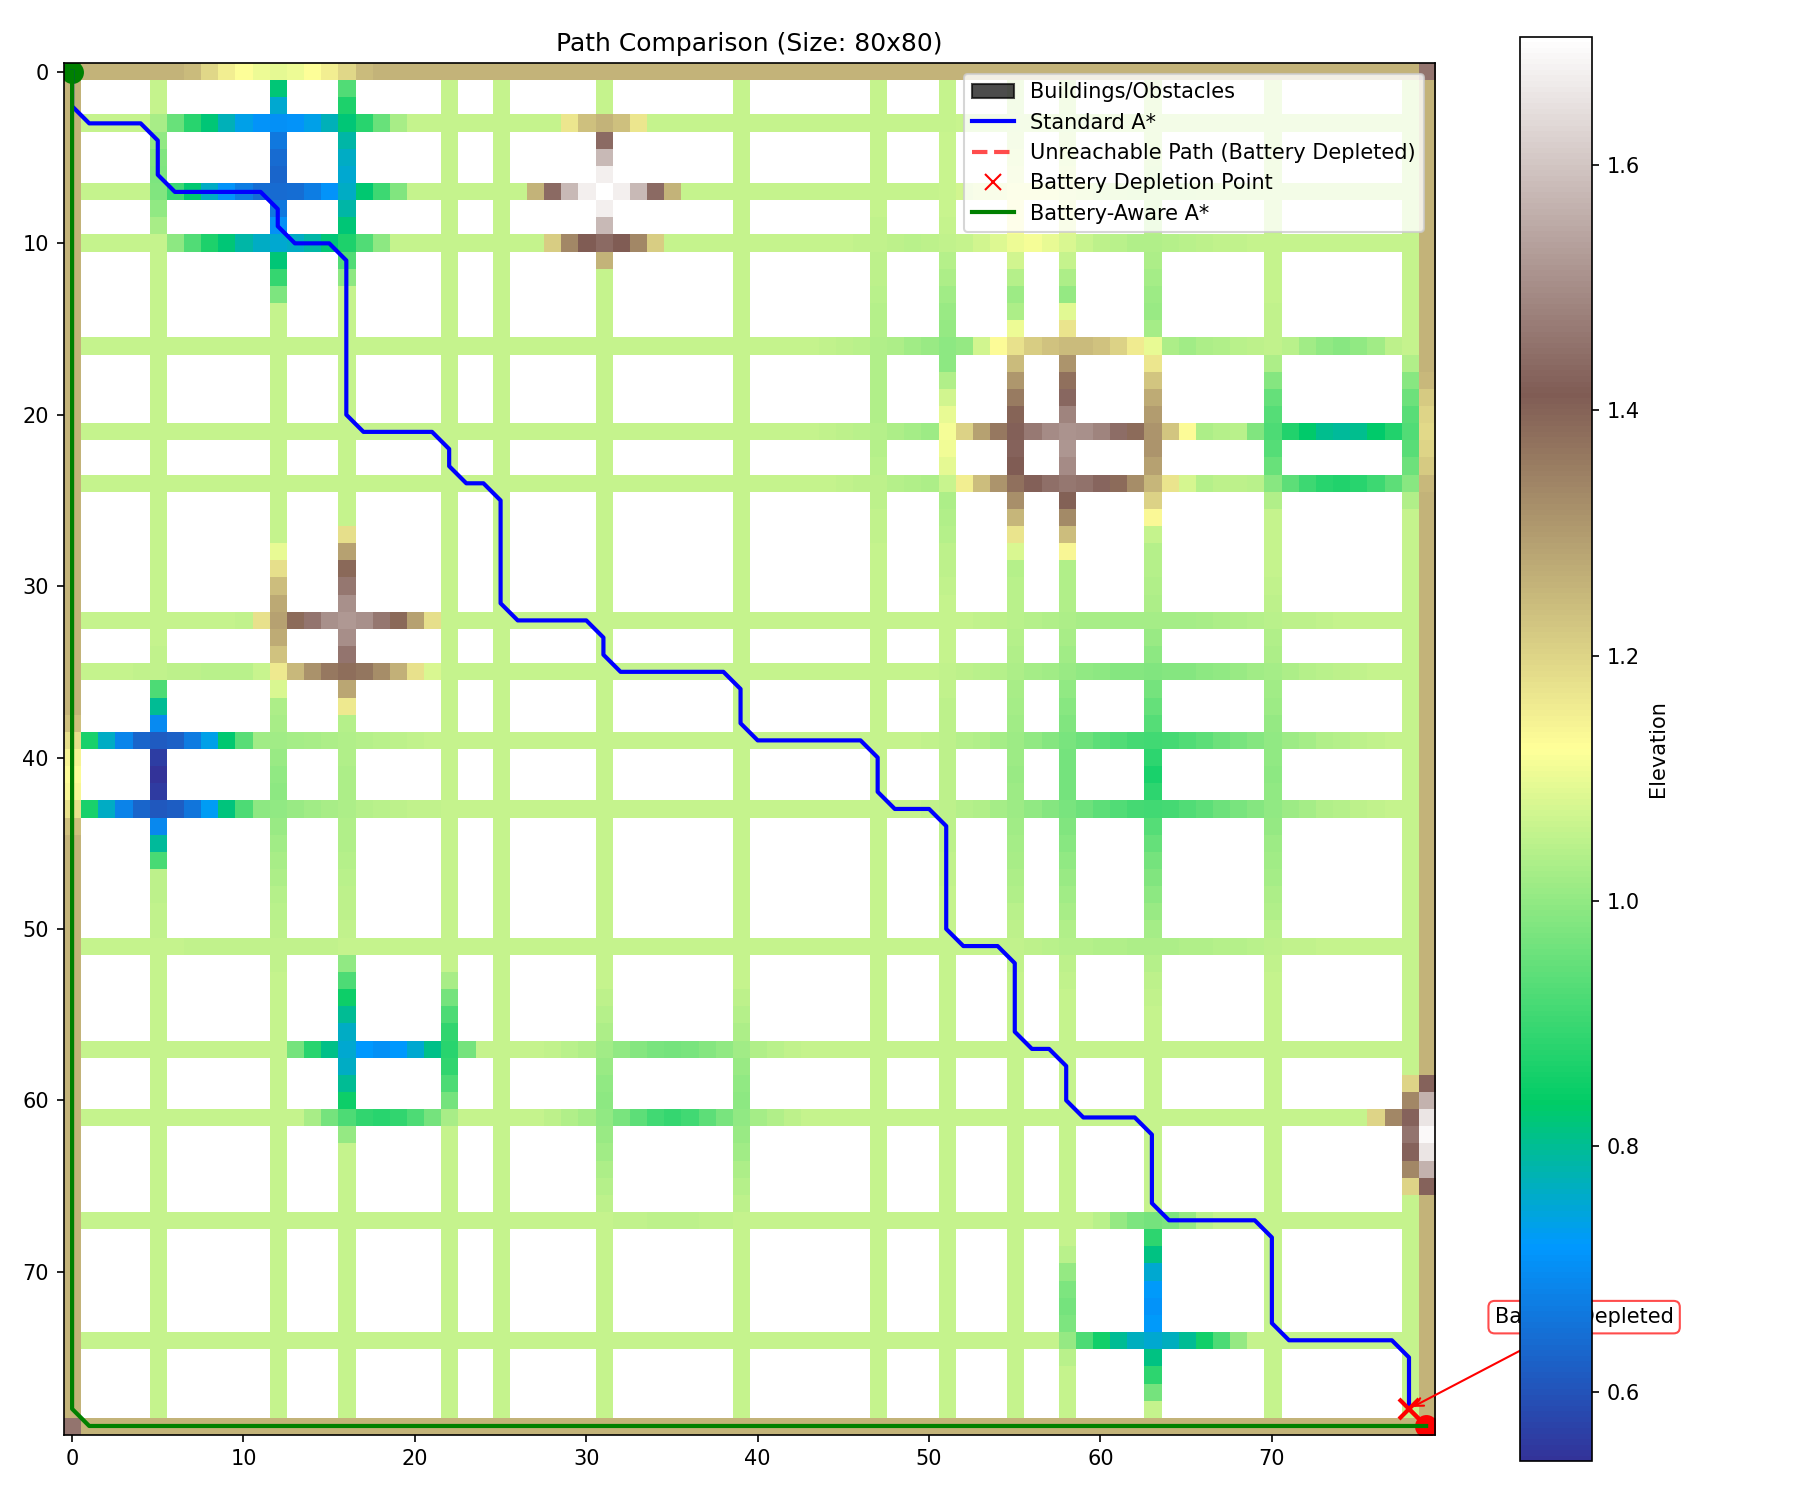 Path Comparison (Size: 80x80)
Buildings/Obstacles
Standard A*
Unreachable Path (Battery Depleted)
Battery Depletion Point
Battery-Aware A*
0
10
20
30
40
50
60
70
0
10
20
30
40
50
60
70
1.6
1.4
1.2
1.0
0.8
0.6
Elevation
Ba
Depleted